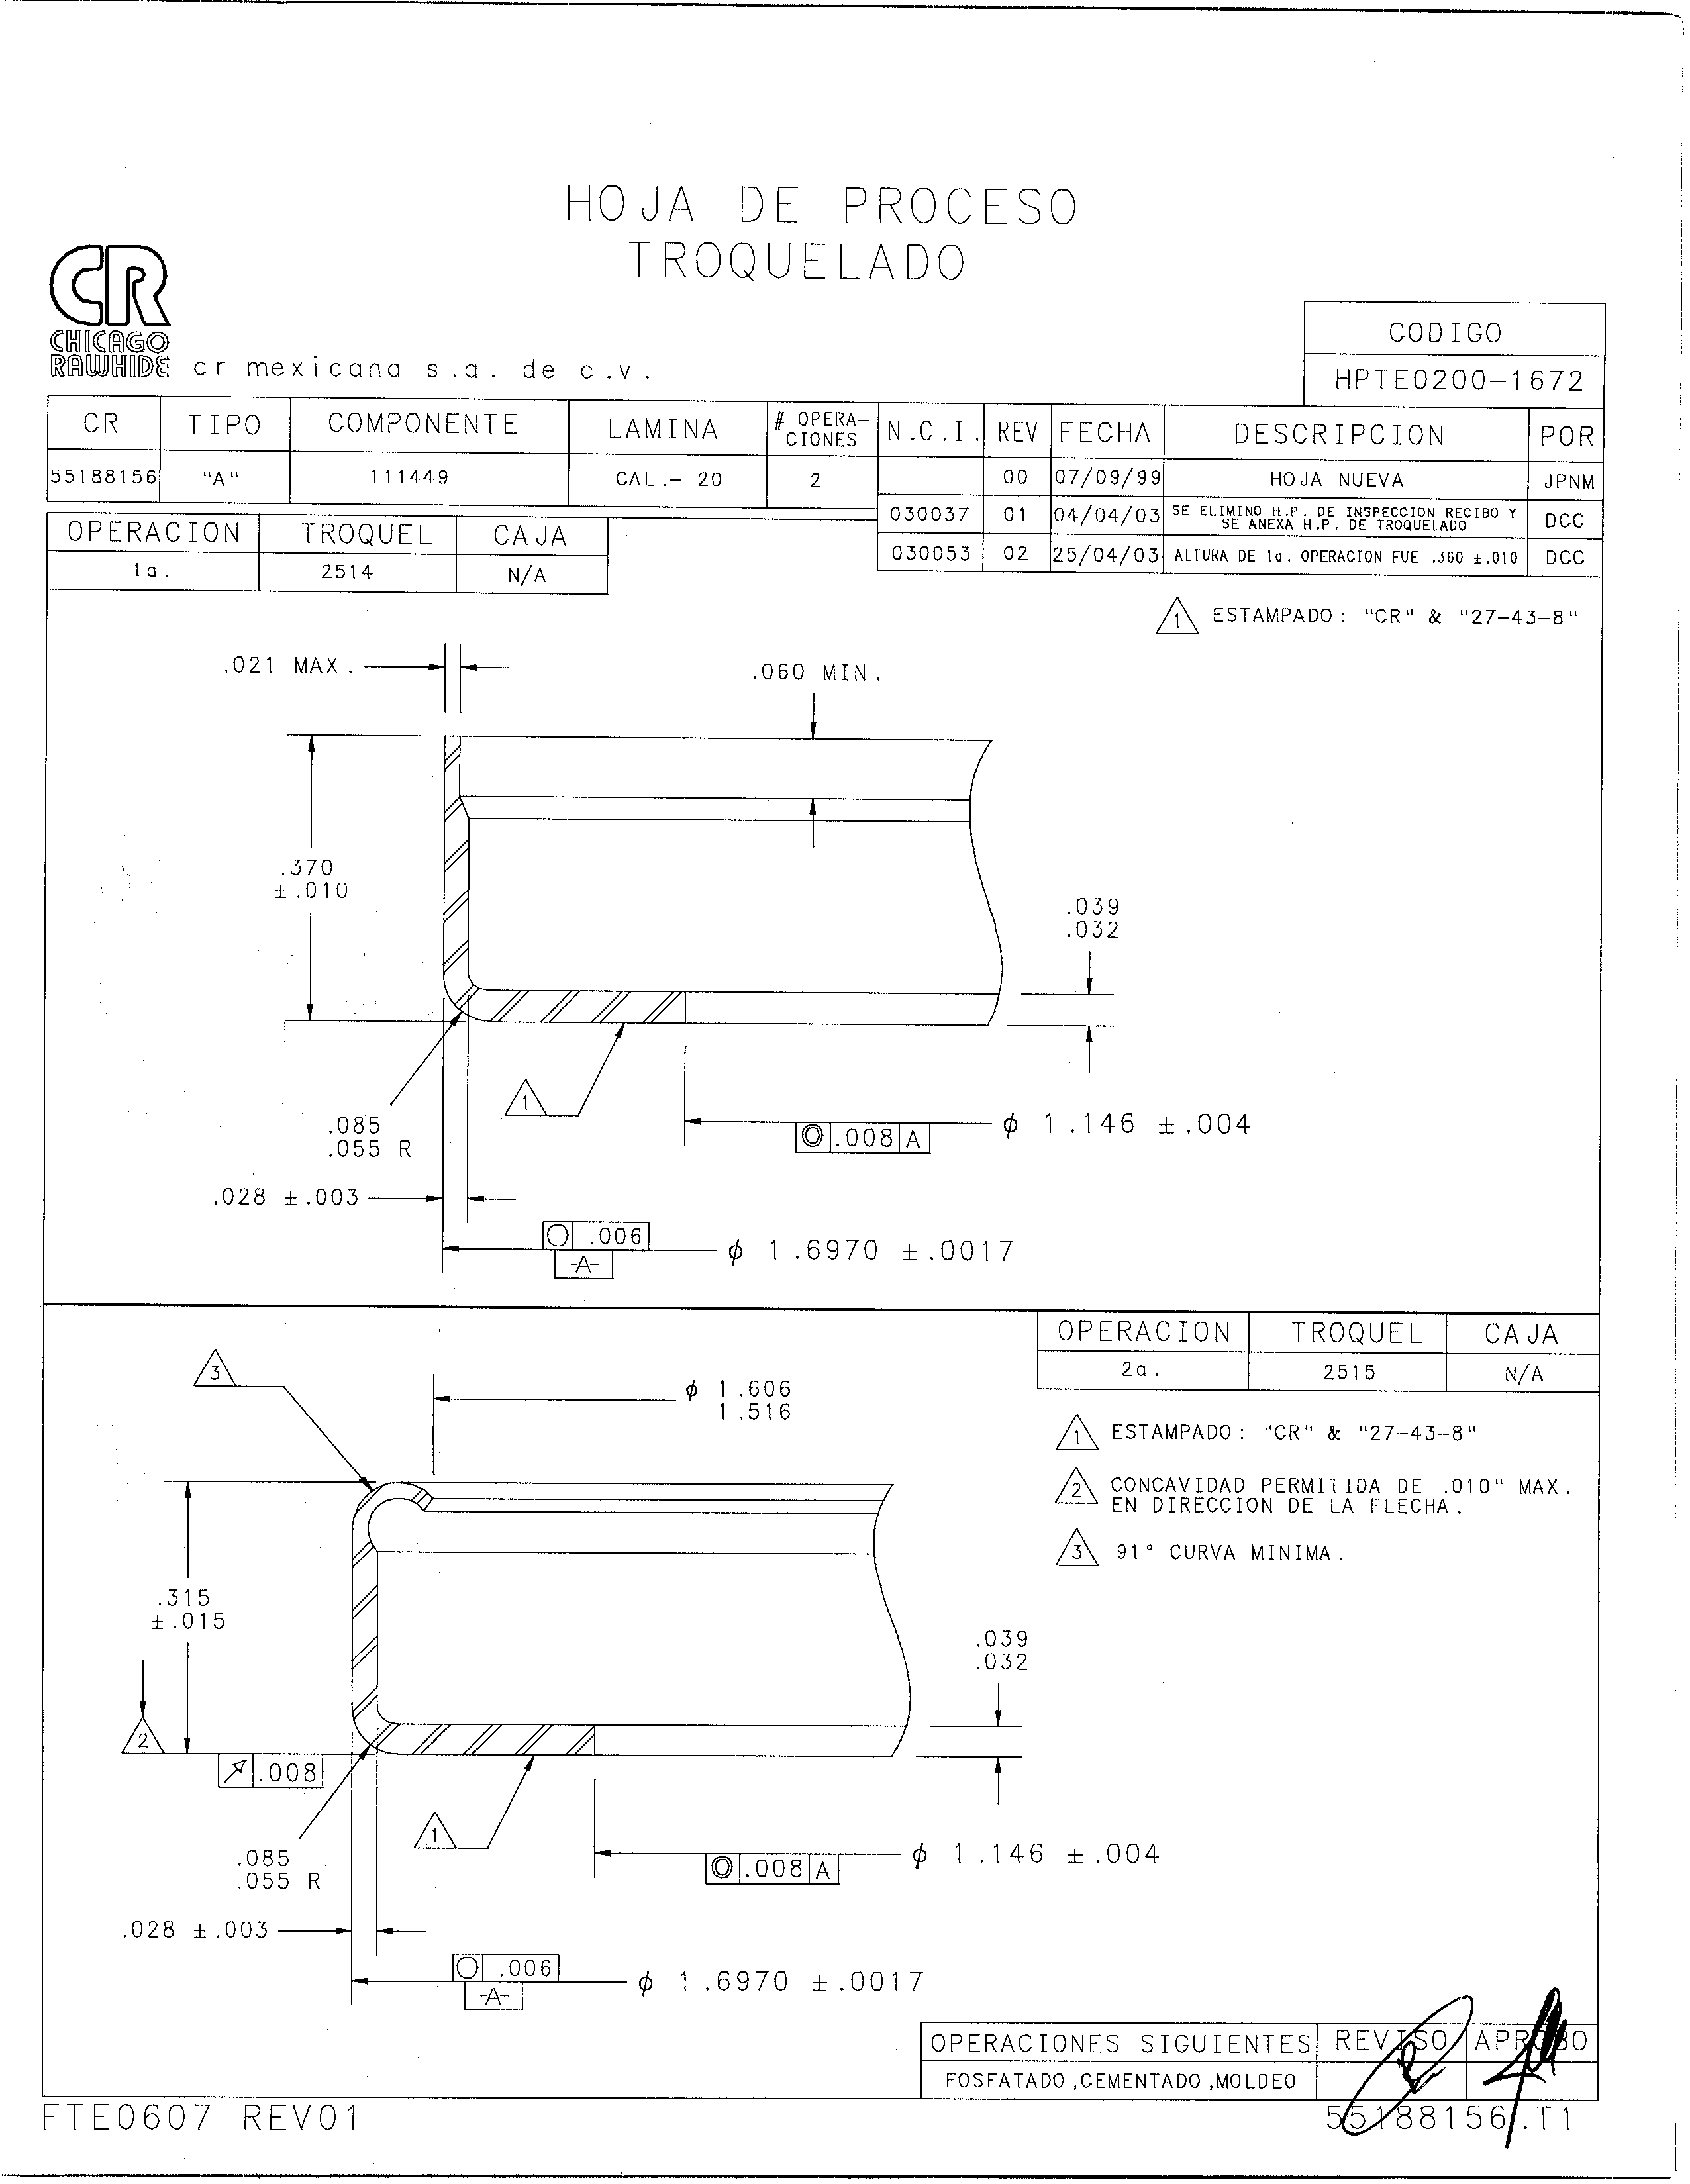 HOJA DE PROCESO
TROQUELADO
CR
CHICAGO
RAWHIDE cr mexicana s.a. de c.v.
CODIGO
HPTE0200-1672
CR TIPO COMPONENTE LAMINA # OPERA-CIONES N.C.I. REV FECHA DESCRIPCION POR
55188156 "A" 111449 CAL.- 20 2 00 07/09/99 HOJA NUEVA JPNM
030037 01 04/04/03 SE ELIMINO H.P. DE INSPECCION RECIBO Y
SE ANEXA H.P. DE TROQUELADO DCC
030053 02 25/04/03 ALTURA DE 1a. OPERACION FUE .360 ±.010 DCC
OPERACION TROQUEL CAJA
1a. 2514 N/A
1 ESTAMPADO: "CR" & "27-43-8"
.021 MAX.
.060 MIN.
.370
±.010
.039
.032
1
.085
.055 R
⌀ 1.146 ±.004
◎ .008 A
.028 ±.003
○ .006
-A-
⌀ 1.6970 ±.0017
OPERACION TROQUEL CAJA
2a. 2515 N/A
3
⌀ 1.606
1.516
1 ESTAMPADO: "CR" & "27-43-8"
2 CONCAVIDAD PERMITIDA DE .010" MAX.
EN DIRECCION DE LA FLECHA.
3 91° CURVA MINIMA.
.315
±.015
.039
.032
2
↗ .008
1
.085
.055 R
⌀ 1.146 ±.004
◎ .008 A
.028 ±.003
○ .006
-A-
⌀ 1.6970 ±.0017
OPERACIONES SIGUIENTES REVISO APROBO
FOSFATADO,CEMENTADO,MOLDEO
FTE0607 REV01
55188156.T1